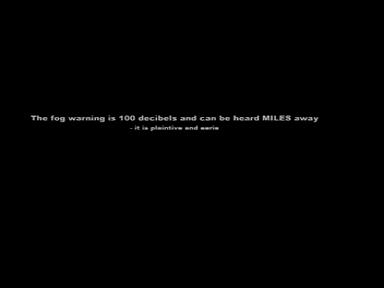 The fog warning is 100 decibels and can be heard MILES away
- it is plaintive and eerie